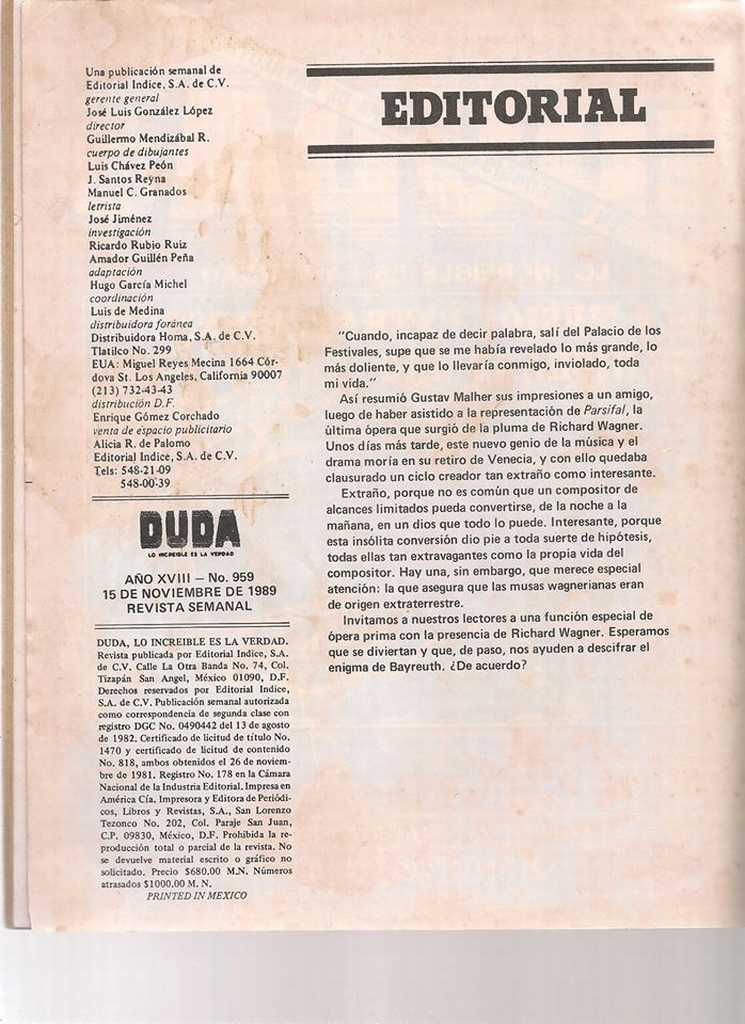 Una publicación semanal de
Editorial Indice, S.A. de C.V.
gerente general
José Luis González López
director
Guillermo Mendizábal R.
cuerpo de dibujantes
Luis Chávez Peón
J. Santos Reyna
Manuel C. Granados
letrista
José Jiménez
investigación
Ricardo Rubio Ruiz
Amador Guillén Peña
adaptación
Hugo García Michel
coordinación
Luis de Medina
distribuidora foránea
Distribuidora Homa, S.A. de C.V.
Tlatilco No. 299
EUA: Miguel Reyes Mecina 1664 Cór-
dova St. Los Angeles, California 90007
(213) 732-43-43
distribución D.F.
Enrique Gómez Corchado
venta de espacio publicitario
Alicia R. de Palomo
Editorial Indice, S.A. de C.V.
Tels: 548-21-09
548-00-39
DUDA
LO INCREIBLE ES LA VERDAD
AÑO XVIII — No. 959
15 DE NOVIEMBRE DE 1989
REVISTA SEMANAL
DUDA, LO INCREIBLE ES LA VERDAD.
Revista publicada por Editorial Indice, S.A.
de C.V. Calle La Otra Banda No. 74, Col.
Tizapán San Angel, México 01090, D.F.
Derechos reservados por Editorial Indice,
S.A. de C.V. Publicación semanal autorizada
como correspondencia de segunda clase con
registro DGC No. 0490442 del 13 de agosto
de 1982. Certificado de licitud de título No.
1470 y certificado de licitud de contenido
No. 818, ambos obtenidos el 26 de noviem-
bre de 1981. Registro No. 178 en la Cámara
Nacional de la Industria Editorial. Impresa en
América Cía. Impresora y Editora de Periódi-
cos, Libros y Revistas, S.A., San Lorenzo
Tezonco No. 202, Col. Paraje San Juan,
C.P. 09830, México, D.F. Prohibida la re-
producción total o parcial de la revista. No
se devuelve material escrito o gráfico no
solicitado. Precio $680.00 M.N. Números
atrasados $1000.00 M. N.
PRINTED IN MEXICO
EDITORIAL
"Cuando, incapaz de decir palabra, salí del Palacio de los
Festivales, supe que se me había revelado lo más grande, lo
más doliente, y que lo llevaría conmigo, inviolado, toda
mi vida."
Así resumió Gustav Malher sus impresiones a un amigo,
luego de haber asistido a la representación de Parsifal, la
última ópera que surgió de la pluma de Richard Wagner.
Unos días más tarde, este nuevo genio de la música y el
drama moría en su retiro de Venecia, y con ello quedaba
clausurado un ciclo creador tan extraño como interesante.
Extraño, porque no es común que un compositor de
alcances limitados pueda convertirse, de la noche a la
mañana, en un dios que todo lo puede. Interesante, porque
esta insólita conversión dio pie a toda suerte de hipótesis,
todas ellas tan extravagantes como la propia vida del
compositor. Hay una, sin embargo, que merece especial
atención: la que asegura que las musas wagnerianas eran
de origen extraterrestre.
Invitamos a nuestros lectores a una función especial de
ópera prima con la presencia de Richard Wagner. Esperamos
que se diviertan y que, de paso, nos ayuden a descifrar el
enigma de Bayreuth. ¿De acuerdo?